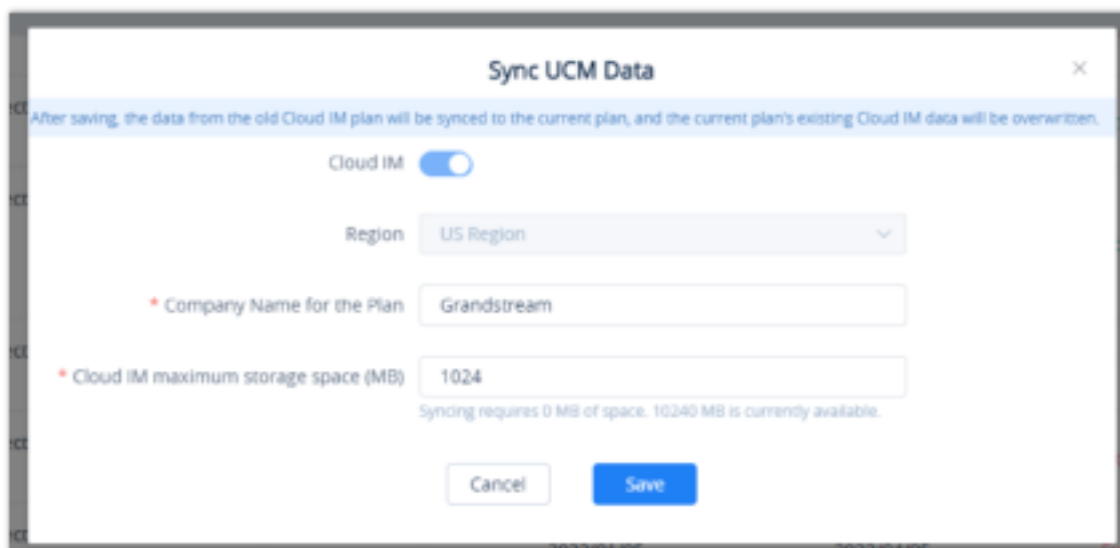 Sync UCM Data
After saving, the data from the old Cloud IM plan will be synced to the current plan, and the current plan's existing Cloud IM data will be overwritten.
Cloud IM
Region US Region
* Company Name for the Plan Grandstream
* Cloud IM maximum storage space (MB) 1024
Syncing requires 0 MB of space. 10240 MB is currently available.
Cancel Save